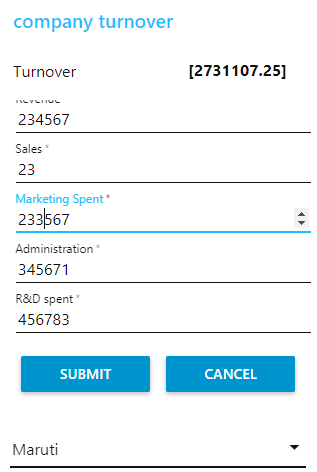 company turnover
Turnover [2731107.25]
Revenue
234567
Sales *
23
Marketing Spent *
233567
Administration *
345671
R&D spent *
456783
SUBMIT CANCEL
Maruti